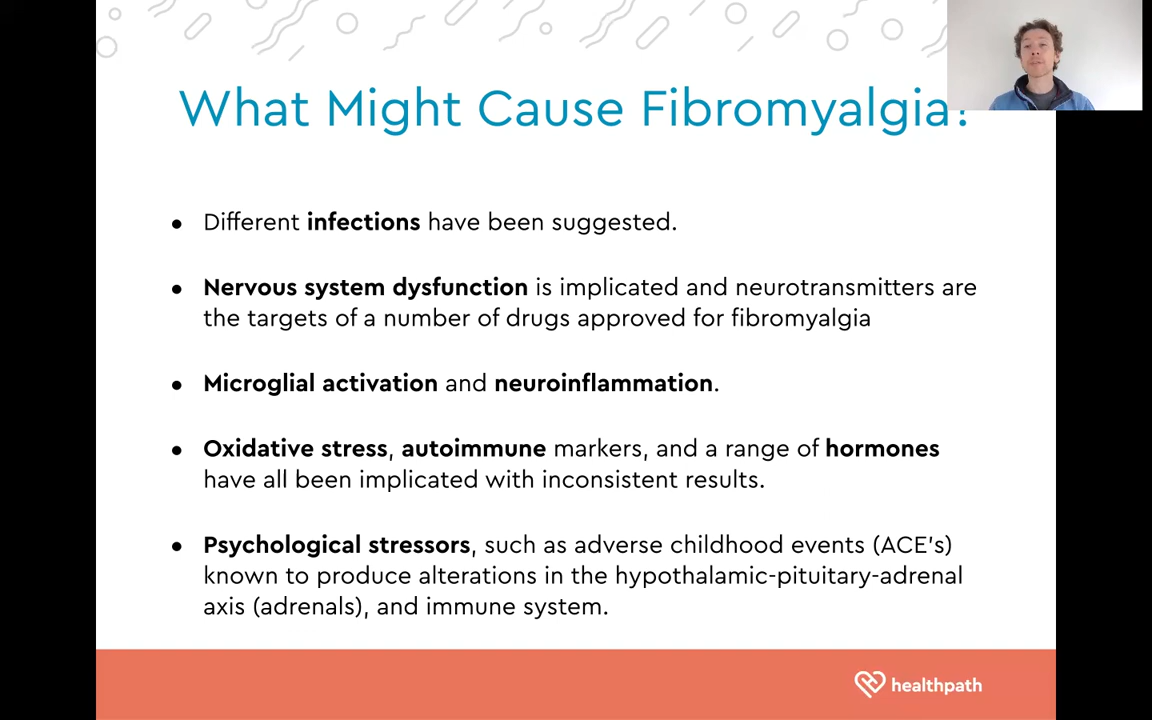 What Might Cause Fibromyalgia?
• Different infections have been suggested.
• Nervous system dysfunction is implicated and neurotransmitters are
the targets of a number of drugs approved for fibromyalgia
• Microglial activation and neuroinflammation.
• Oxidative stress, autoimmune markers, and a range of hormones
have all been implicated with inconsistent results.
• Psychological stressors, such as adverse childhood events (ACE's)
known to produce alterations in the hypothalamic-pituitary-adrenal
axis (adrenals), and immune system.
healthpath